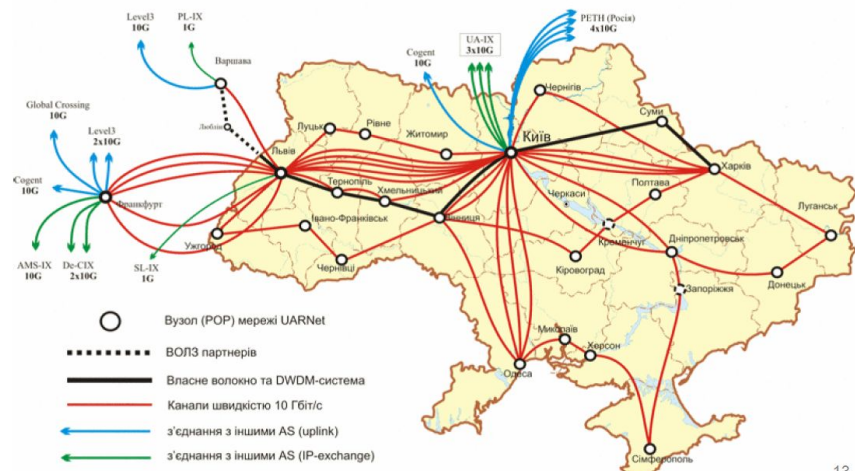 Level3
10G
PL-IX
1G
Варшава
Люблін
Global Crossing
10G
Level3
2x10G
Cogent
10G
Франкфурт
AMS-IX
10G
De-CIX
2x10G
SL-IX
1G
Cogent
10G
UA-IX
3x10G
РЕТН (Росія)
4x10G
Чернігів
Суми
Київ
Луцьк
Рівне
Житомир
Львів
Тернопіль
Хмельницький
Харків
Полтава
Черкаси
Луганськ
Івано-Франківськ
Вінниця
Ужгород
Чернівці
Кременчуг
Дніпропетровськ
Кіровоград
Донецьк
Запоріжжя
Миколаїв
Херсон
Одеса
Сімферополь
Вузол (POP) мережі UARNet
ВОЛЗ партнерів
Власне волокно та DWDM-система
Канали швидкістю 10 Гбіт/с
з’єднання з іншими AS (uplink)
з’єднання з іншими AS (IP-exchange)